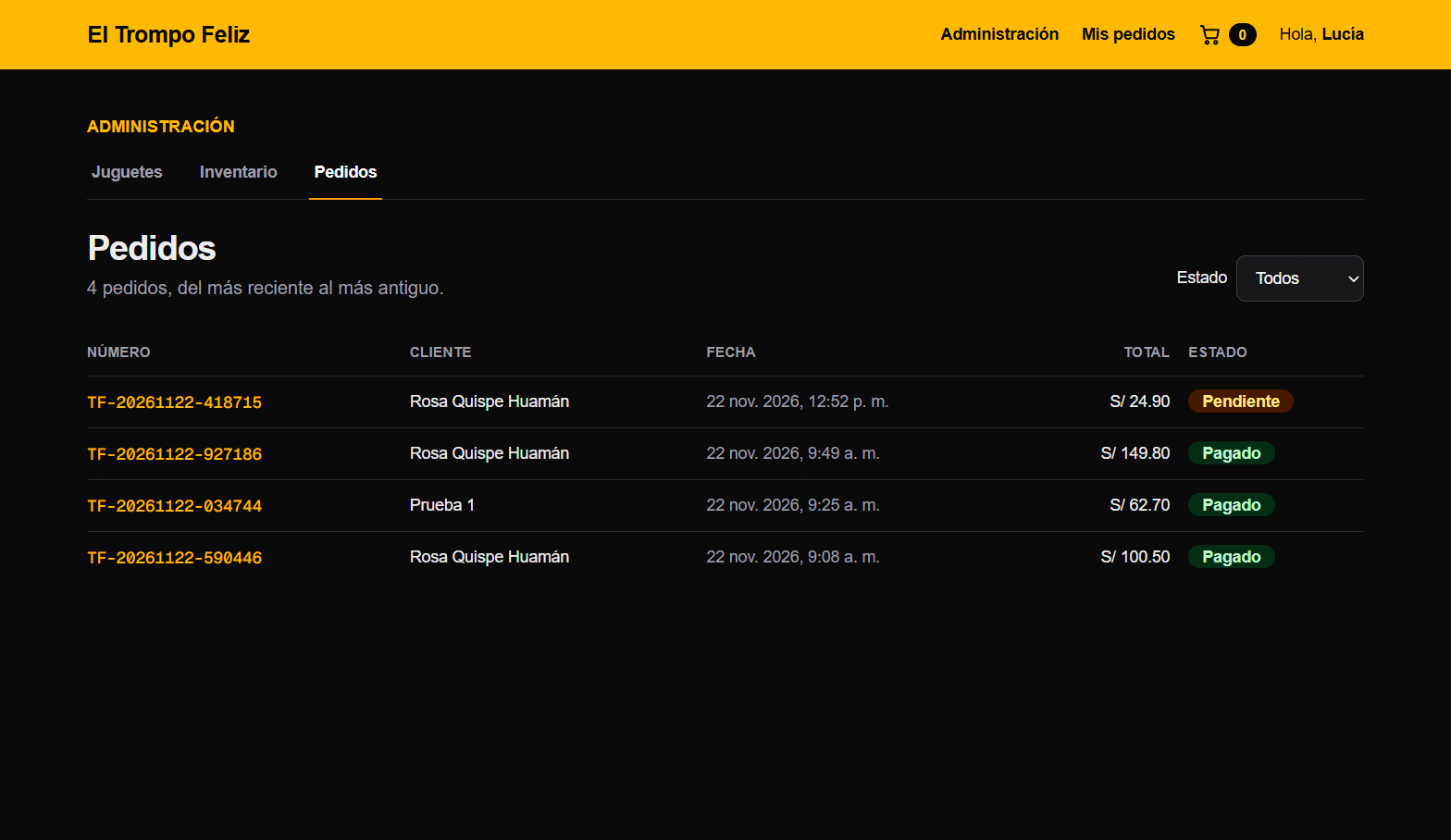 El Trompo Feliz
Administración Mis pedidos 0 Hola, Lucía
ADMINISTRACIÓN
Juguetes Inventario Pedidos
Pedidos
4 pedidos, del más reciente al más antiguo.
Estado Todos
NÚMERO CLIENTE FECHA TOTAL ESTADO
TF-20261122-418715 Rosa Quispe Huamán 22 nov. 2026, 12:52 p. m. S/ 24.90 Pendiente
TF-20261122-927186 Rosa Quispe Huamán 22 nov. 2026, 9:49 a. m. S/ 149.80 Pagado
TF-20261122-034744 Prueba 1 22 nov. 2026, 9:25 a. m. S/ 62.70 Pagado
TF-20261122-590446 Rosa Quispe Huamán 22 nov. 2026, 9:08 a. m. S/ 100.50 Pagado